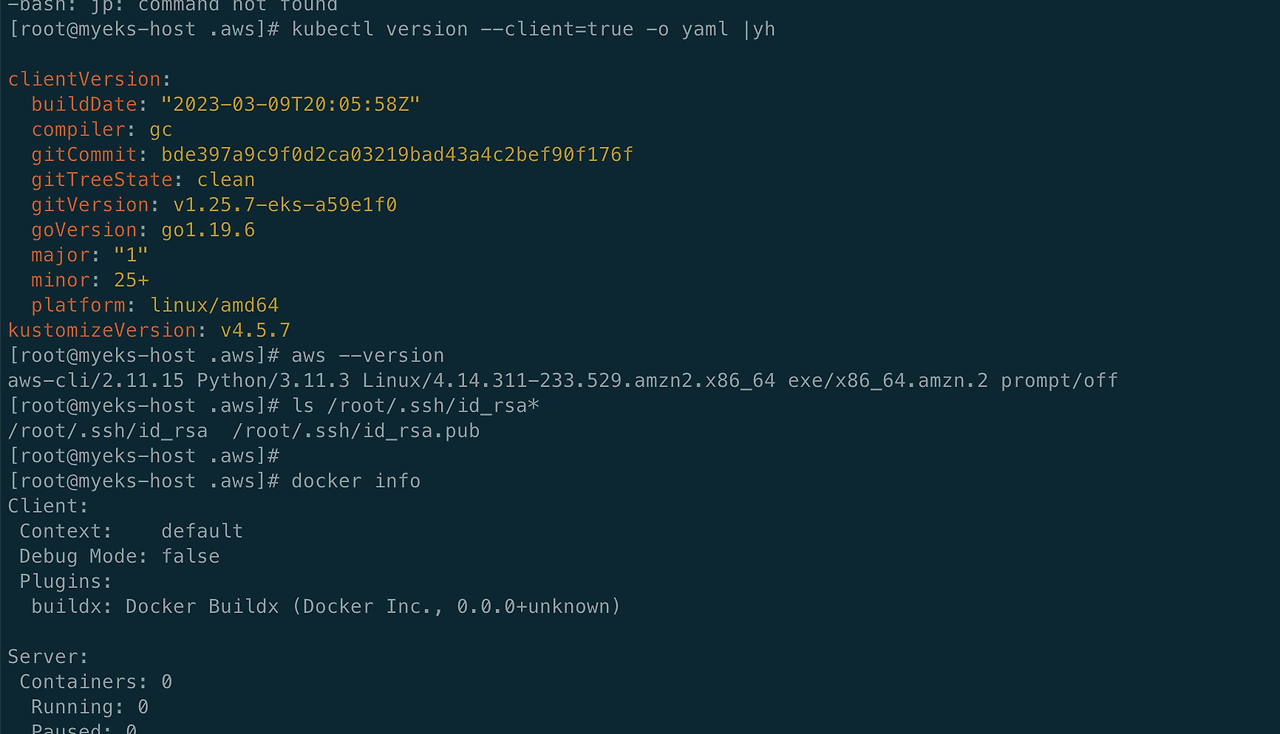 -bash: jp: command not found
[root@myeks-host .aws]# kubectl version --client=true -o yaml |yh

clientVersion:
  buildDate: "2023-03-09T20:05:58Z"
  compiler: gc
  gitCommit: bde397a9c9f0d2ca03219bad43a4c2bef90f176f
  gitTreeState: clean
  gitVersion: v1.25.7-eks-a59e1f0
  goVersion: go1.19.6
  major: "1"
  minor: 25+
  platform: linux/amd64
kustomizeVersion: v4.5.7
[root@myeks-host .aws]# aws --version
aws-cli/2.11.15 Python/3.11.3 Linux/4.14.311-233.529.amzn2.x86_64 exe/x86_64.amzn.2 prompt/off
[root@myeks-host .aws]# ls /root/.ssh/id_rsa*
/root/.ssh/id_rsa  /root/.ssh/id_rsa.pub
[root@myeks-host .aws]#
[root@myeks-host .aws]# docker info
Client:
 Context:    default
 Debug Mode: false
 Plugins:
  buildx: Docker Buildx (Docker Inc., 0.0.0+unknown)

Server:
 Containers: 0
  Running: 0
  Paused: 0